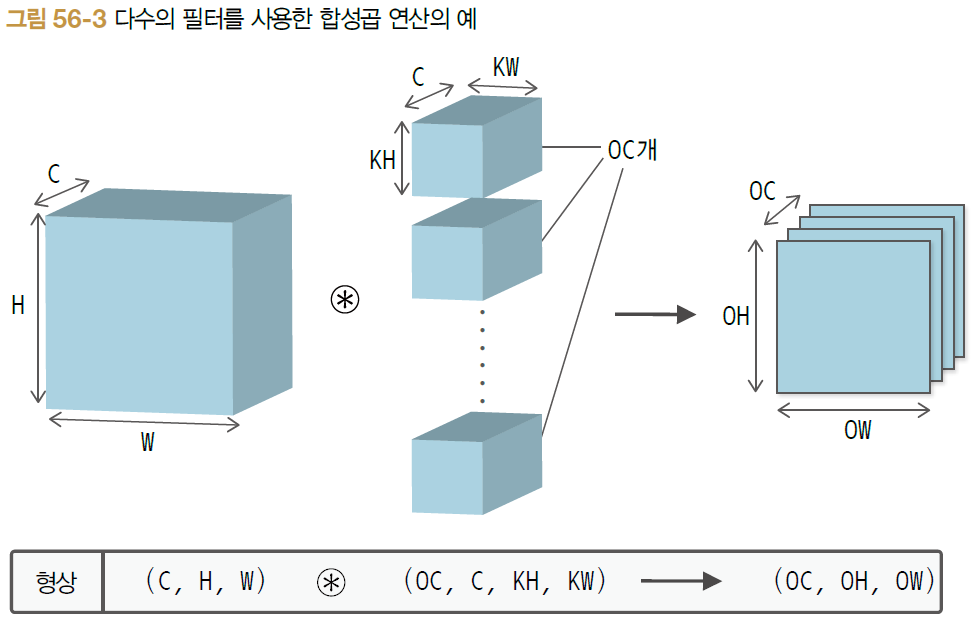 그림 56-3 다수의 필터를 사용한 합성곱 연산의 예
C
H
W
C
KW
KH
OC개
OC
OH
OW
형상 (C, H, W) ⊛ (OC, C, KH, KW) → (OC, OH, OW)